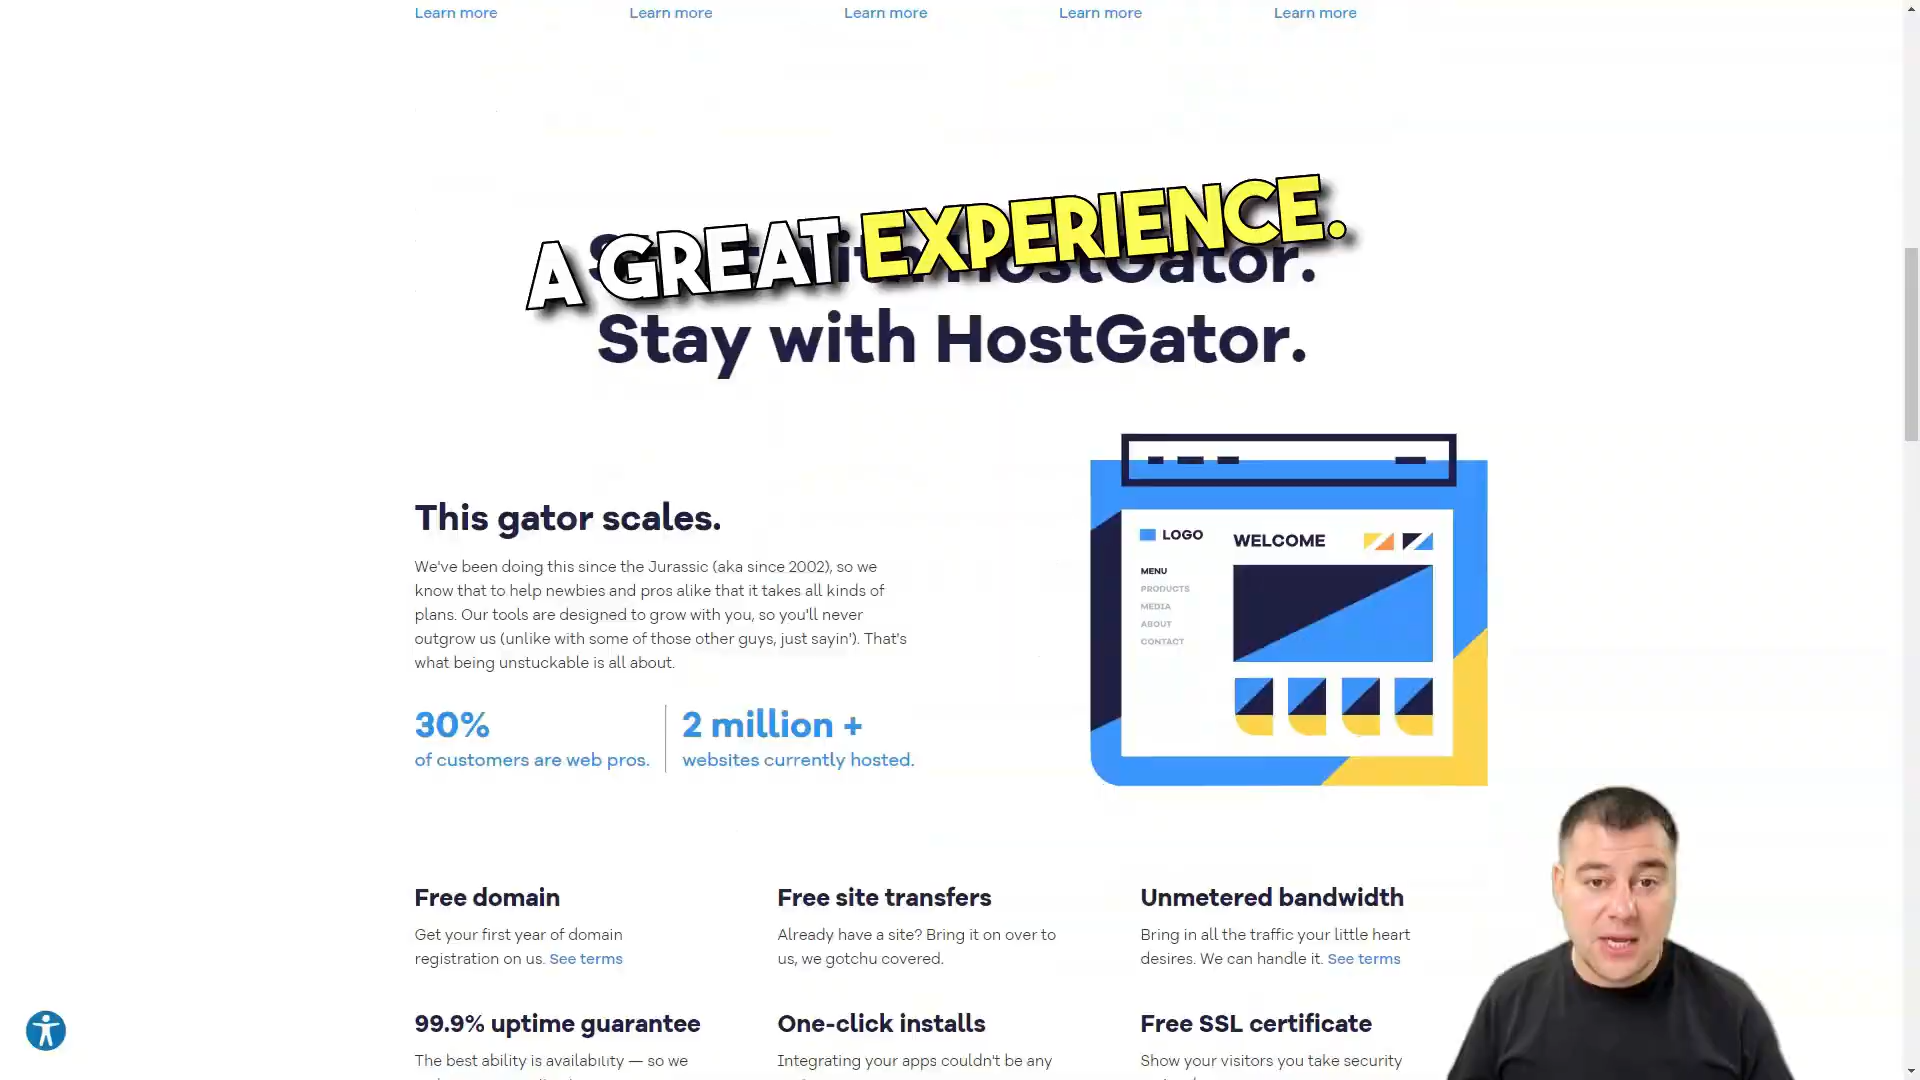 Learn more
Learn more
Learn more
Learn more
Learn more
A GREAT EXPERIENCE.
with HostGator.
Stay with HostGator.
This gator scales.
We've been doing this since the Jurassic (aka since 2002), so we
know that to help newbies and pros alike that it takes all kinds of
plans. Our tools are designed to grow with you, so you'll never
outgrow us (unlike with some of those other guys, just sayin'). That's
what being unstuckable is all about.
30%
of customers are web pros.
2 million +
websites currently hosted.
LOGO
WELCOME
MENU
PRODUCTS
MEDIA
ABOUT
CONTACT
Free domain
Get your first year of domain
registration on us. See terms
Free site transfers
Already have a site? Bring it on over to
us, we gotchu covered.
Unmetered bandwidth
Bring in all the traffic your little heart
desires. We can handle it. See terms
99.9% uptime guarantee
The best ability is availability — so we
One-click installs
Integrating your apps couldn't be any
Free SSL certificate
Show your visitors you take security